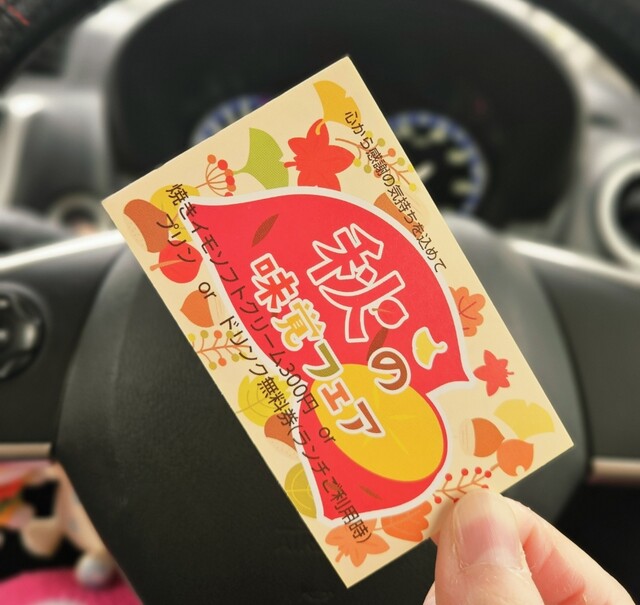 心から感謝の気持ちを込めて
秋の
味覚フェア
焼きイモソフトクリーム300円 or
プリン or ドリンク無料券(ランチご利用時)